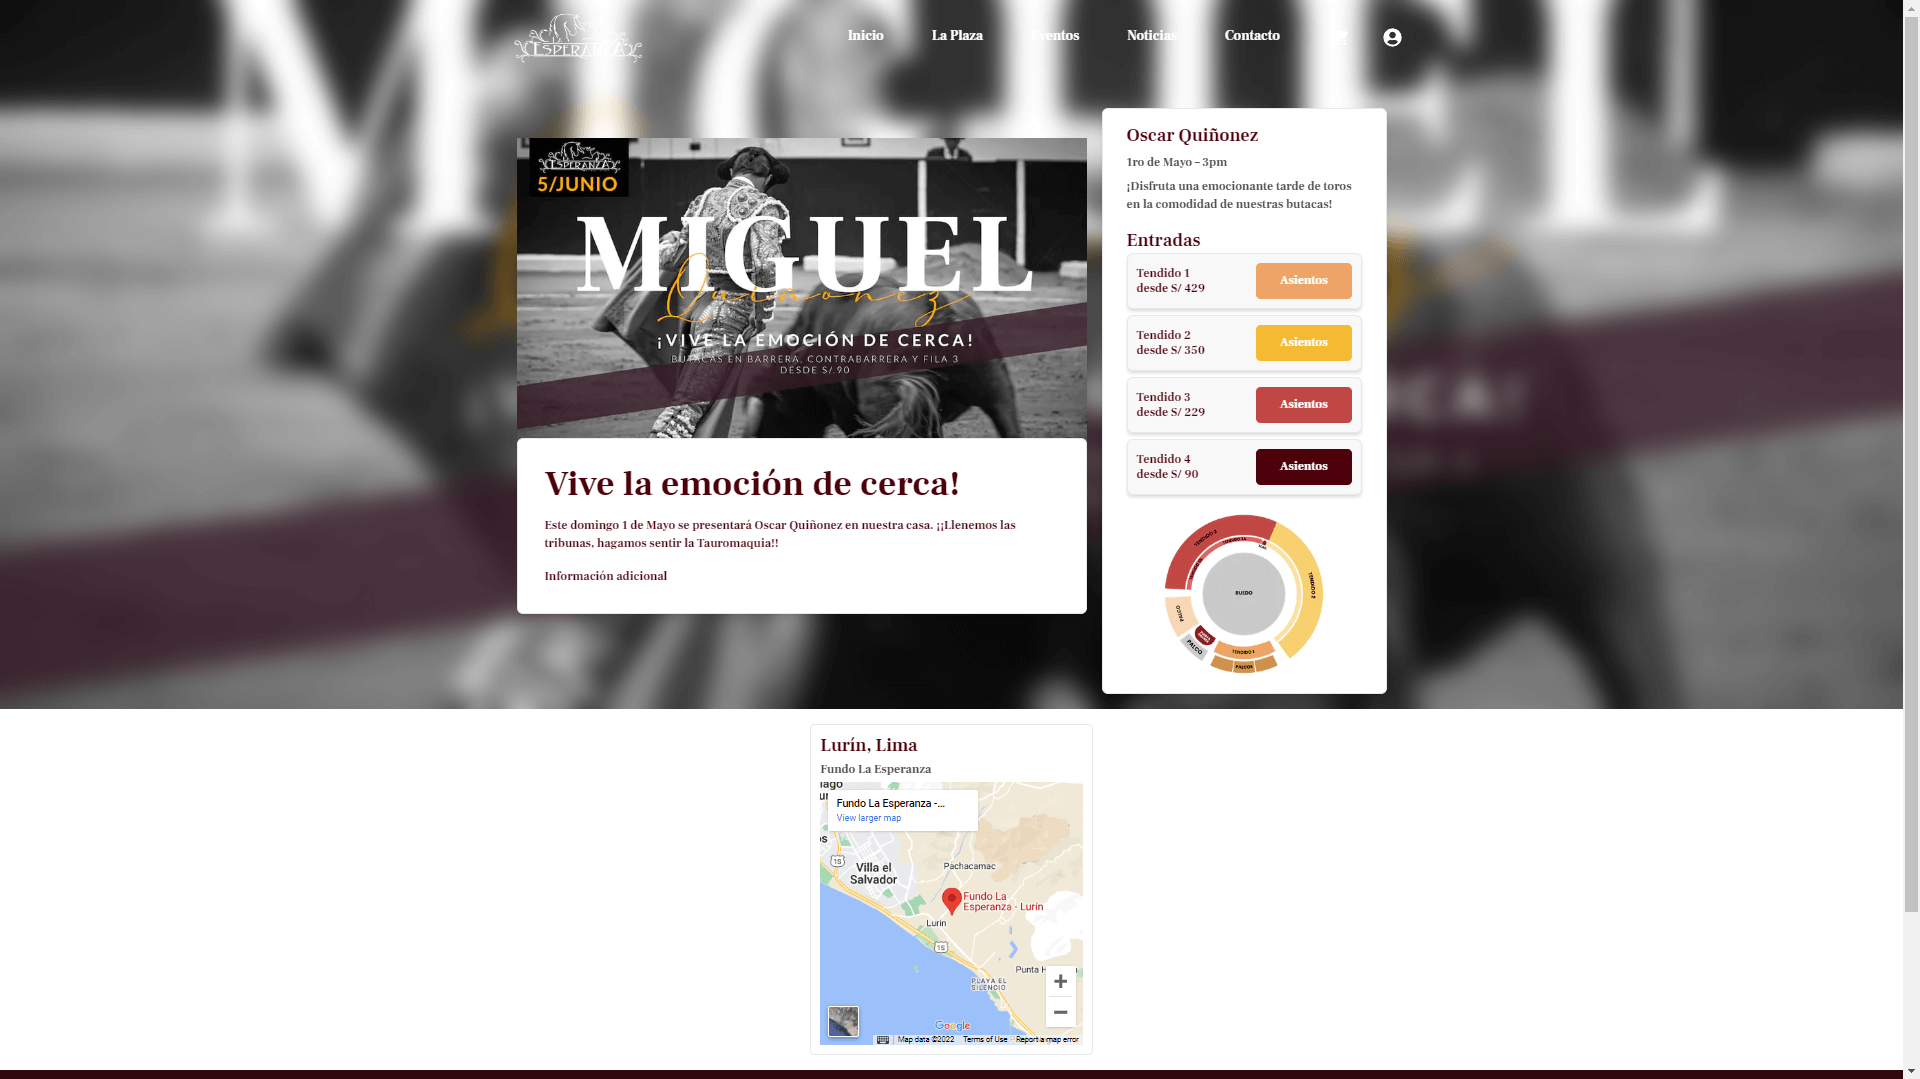 ESPERANZA
Inicio
La Plaza
Eventos
Noticias
Contacto
ESPERANZA
5/JUNIO
MIGUEL
Quiñonez
¡VIVE LA EMOCIÓN DE CERCA!
BUTACAS EN BARRERA, CONTRABARRERA Y FILA 3
DESDE S/.90
Vive la emoción de cerca!
Este domingo 1 de Mayo se presentará Oscar Quiñonez en nuestra casa. ¡¡Llenemos las
tribunas, hagamos sentir la Tauromaquia!!
Información adicional
Oscar Quiñonez
1ro de Mayo – 3pm
¡Disfruta una emocionante tarde de toros
en la comodidad de nuestras butacas!
Entradas
Tendido 1
desde S/ 429
Asientos
Tendido 2
desde S/ 350
Asientos
Tendido 3
desde S/ 229
Asientos
Tendido 4
desde S/ 90
Asientos
TENDIDO 3
TENDIDO 2
RUEDO
PALCO
PALCO
TENDIDO 1
PALCOS
Lurín, Lima
Fundo La Esperanza
Fundo La Esperanza -...
View larger map
1S
Villa el
Salvador
Pachacamac
Fundo La
Esperanza - Lurín
Lurin
1S
Punta H
PLAYA EL
SILENCIO
Google
Map data ©2022
Terms of Use
Report a map error